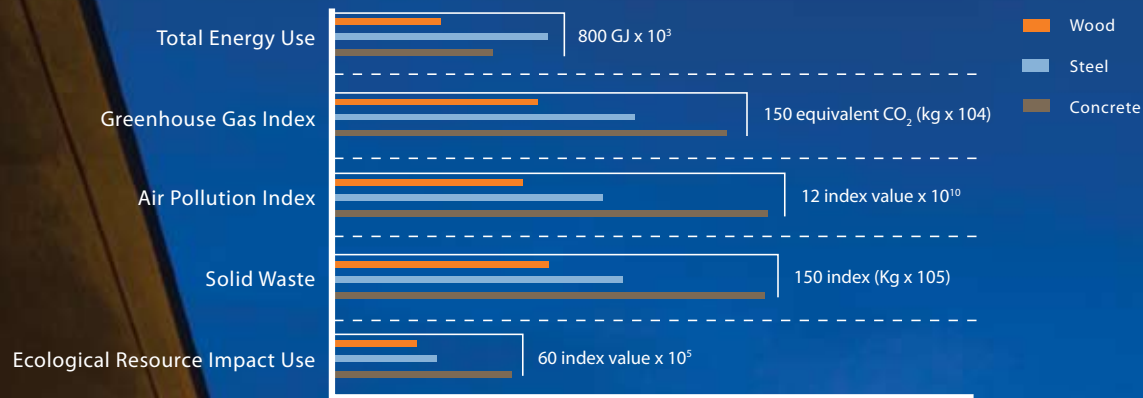 Total Energy Use
800 GJ x 10³
Wood
Steel
Greenhouse Gas Index
150 equivalent CO₂ (kg x 104)
Concrete
Air Pollution Index
12 index value x 10¹⁰
Solid Waste
150 index (Kg x 105)
Ecological Resource Impact Use
60 index value x 10⁵